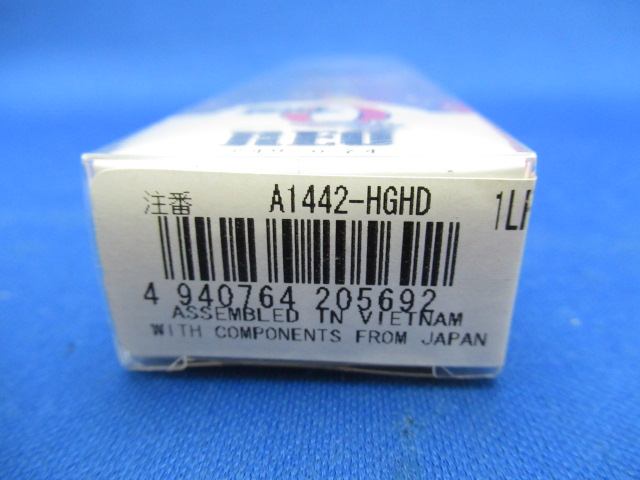 注番 A1442-HGHD
1LF
4 940764 205692
ASSEMBLED IN VIETNAM
WITH COMPONENTS FROM JAPAN